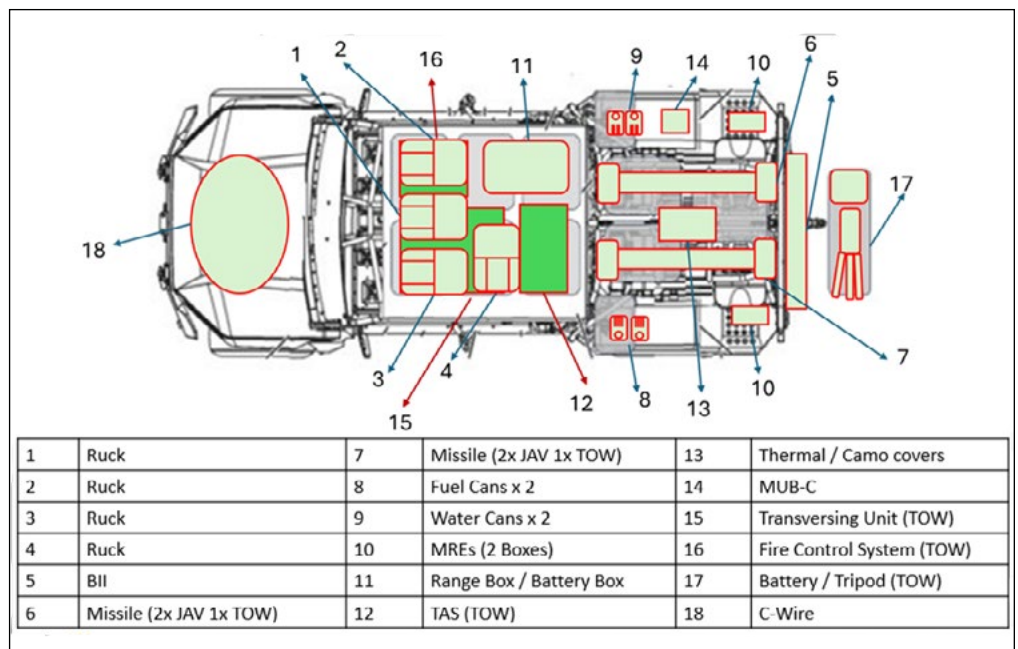 1 2 16 11 9 14 10 6
5
17
18
3 4 15 12 8 13 10 7
1 Ruck 7 Missile (2x JAV 1x TOW) 13 Thermal / Camo covers
2 Ruck 8 Fuel Cans x 2 14 MUB-C
3 Ruck 9 Water Cans x 2 15 Transversing Unit (TOW)
4 Ruck 10 MREs (2 Boxes) 16 Fire Control System (TOW)
5 BII 11 Range Box / Battery Box 17 Battery / Tripod (TOW)
6 Missile (2x JAV 1x TOW) 12 TAS (TOW) 18 C-Wire